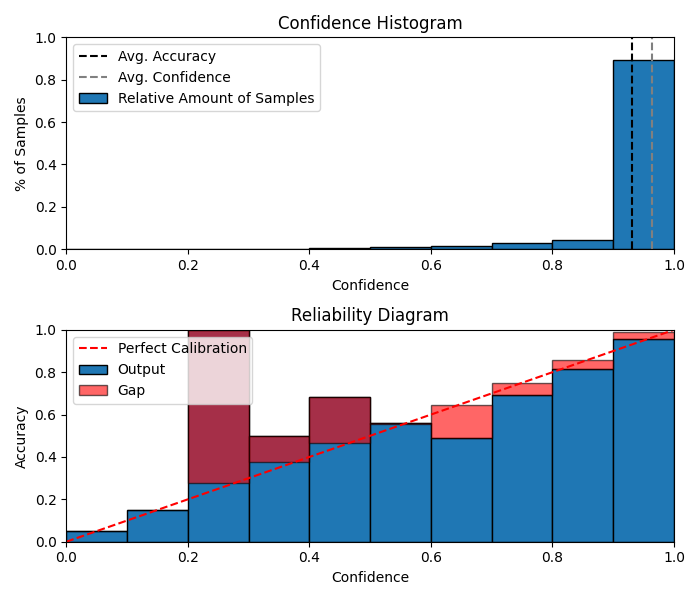 Confidence Histogram
1.0
0.8
0.6
0.4
0.2
0.0
% of Samples
Avg. Accuracy
Avg. Confidence
Relative Amount of Samples
0.0 0.2 0.4 0.6 0.8 1.0
Confidence
Reliability Diagram
1.0
0.8
0.6
0.4
0.2
0.0
Accuracy
Perfect Calibration
Output
Gap
0.0 0.2 0.4 0.6 0.8 1.0
Confidence